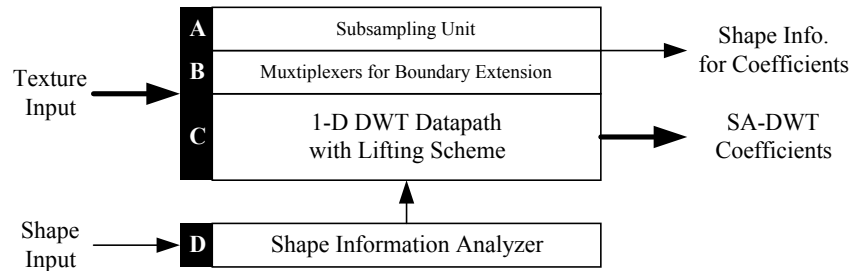 A Subsampling Unit
B Muxtiplexers for Boundary Extension
C 1-D DWT Datapath
with Lifting Scheme
D Shape Information Analyzer
Texture
Input
Shape
Input
Shape Info.
for Coefficients
SA-DWT
Coefficients